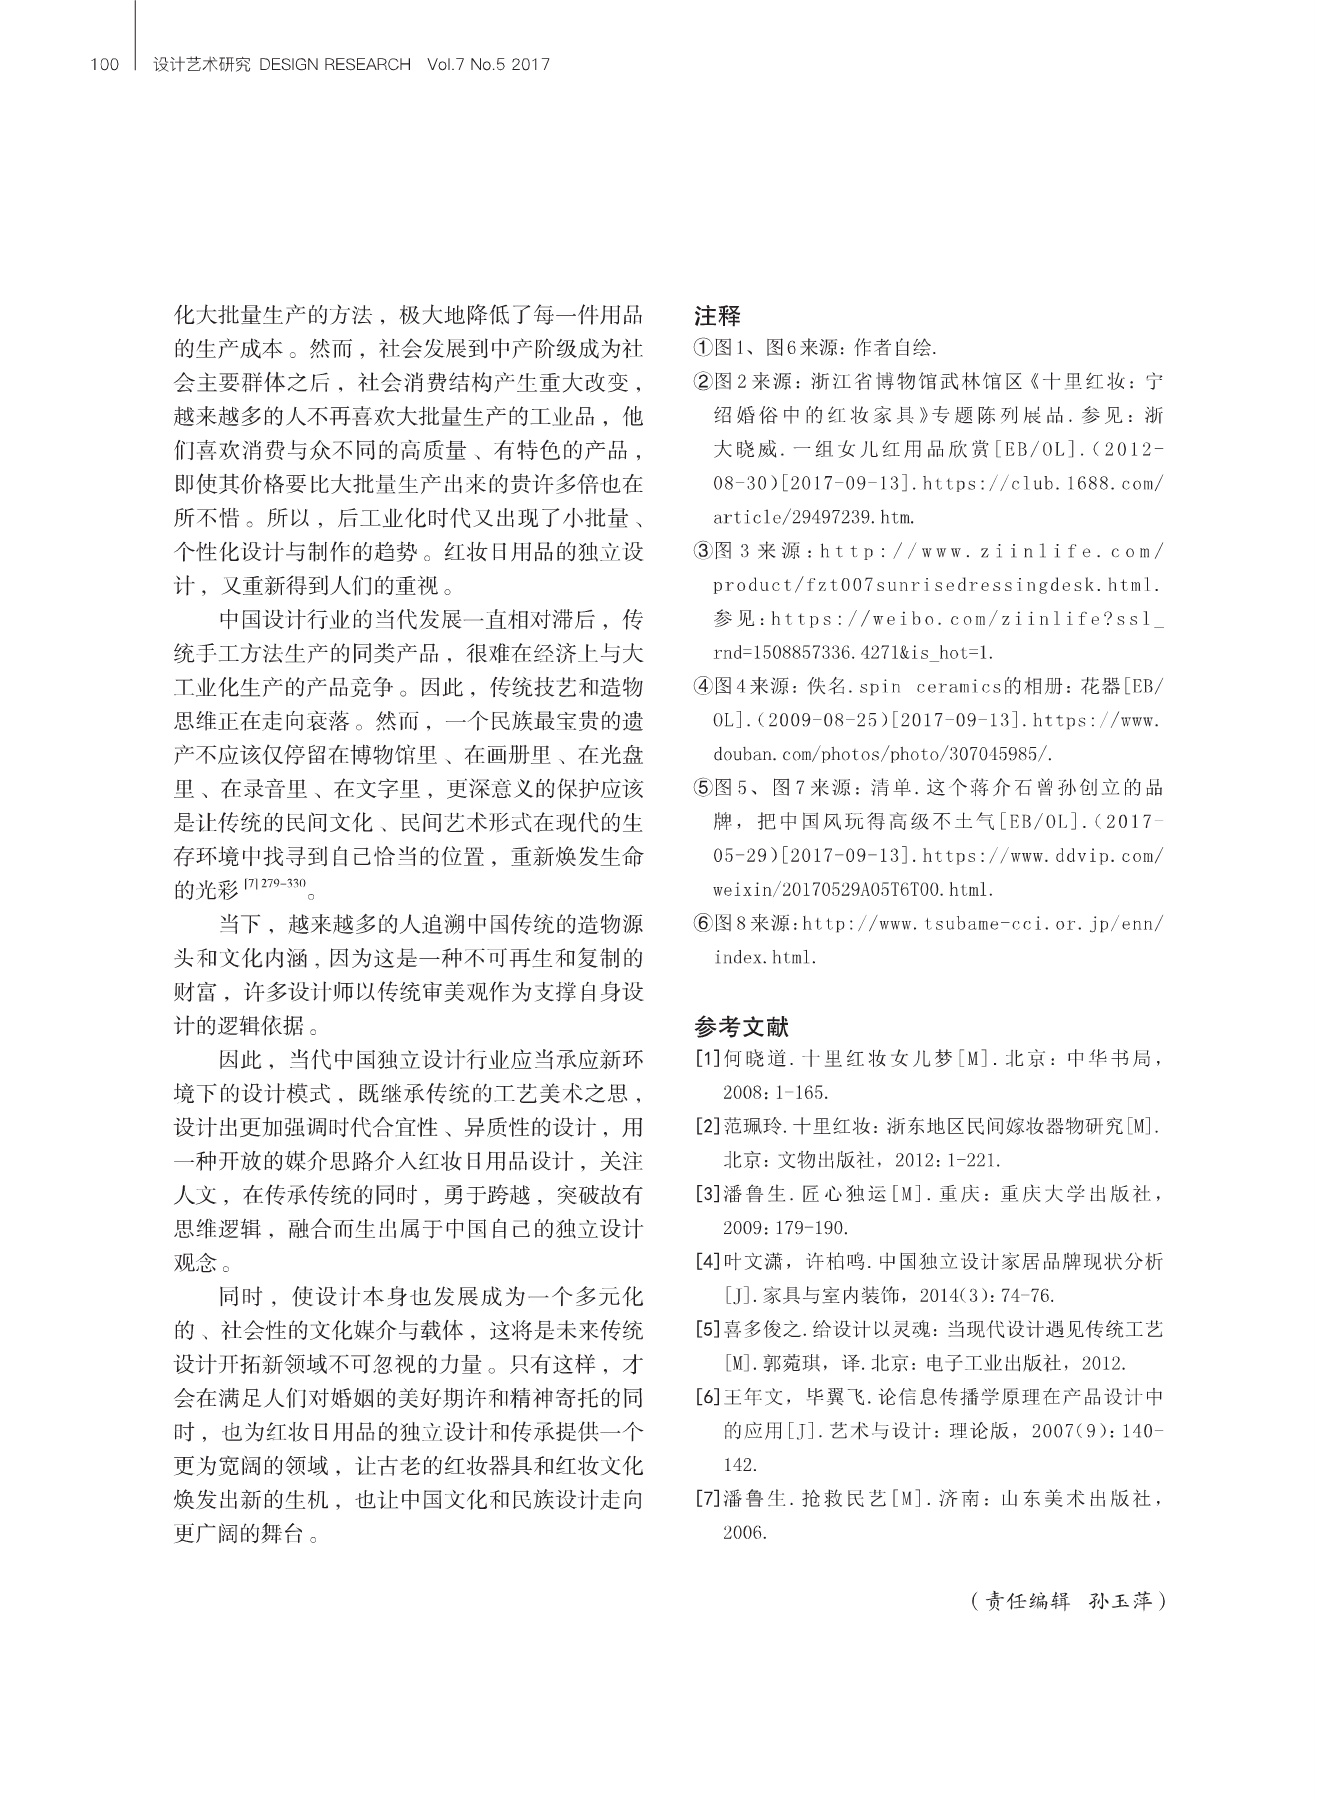 100 设计艺术研究 DESIGN RESEARCH Vol.7 No.5 2017
化大批量生产的方法，极大地降低了每一件用品
的生产成本。然而，社会发展到中产阶级成为社
会主要群体之后，社会消费结构产生重大改变，
越来越多的人不再喜欢大批量生产的工业品，他
们喜欢消费与众不同的高质量、有特色的产品，
即使其价格要比大批量生产出来的贵许多倍也在
所不惜。所以，后工业化时代又出现了小批量、
个性化设计与制作的趋势。红妆日用品的独立设
计，又重新得到人们的重视。
中国设计行业的当代发展一直相对滞后，传
统手工方法生产的同类产品，很难在经济上与大
工业化生产的产品竞争。因此，传统技艺和造物
思维正在走向衰落。然而，一个民族最宝贵的遗
产不应该仅停留在博物馆里、在画册里、在光盘
里、在录音里、在文字里，更深意义的保护应该
是让传统的民间文化、民间艺术形式在现代的生
存环境中找寻到自己恰当的位置，重新焕发生命
的光彩[7] 279-330。
当下，越来越多的人追溯中国传统的造物源
头和文化内涵，因为这是一种不可再生和复制的
财富，许多设计师以传统审美观作为支撑自身设
计的逻辑依据。
因此，当代中国独立设计行业应当承应新环
境下的设计模式，既继承传统的工艺美术之思，
设计出更加强调时代合宜性、异质性的设计，用
一种开放的媒介思路介入红妆日用品设计，关注
人文，在传承传统的同时，勇于跨越，突破故有
思维逻辑，融合而生出属于中国自己的独立设计
观念。
同时，使设计本身也发展成为一个多元化
的、社会性的文化媒介与载体，这将是未来传统
设计开拓新领域不可忽视的力量。只有这样，才
会在满足人们对婚姻的美好期许和精神寄托的同
时，也为红妆日用品的独立设计和传承提供一个
更为宽阔的领域，让古老的红妆器具和红妆文化
焕发出新的生机，也让中国文化和民族设计走向
更广阔的舞台。
注释
①图1、图6来源：作者自绘.
②图2来源：浙江省博物馆武林馆区《十里红妆：宁
绍婚俗中的红妆家具》专题陈列展品.参见：浙
大晓威.一组女儿红用品欣赏[EB/OL].(2012-
08-30)[2017-09-13].https://club.1688.com/
article/29497239.htm.
③图3来源:http://www.ziinlife.com/
product/fzt007sunrisedressingdesk.html.
参见:https://weibo.com/ziinlife?ssl_
rnd=1508857336.4271&is_hot=1.
④图4来源：佚名.spin ceramics的相册：花器[EB/
OL].(2009-08-25)[2017-09-13].https://www.
douban.com/photos/photo/307045985/.
⑤图5、图7来源：清单.这个蒋介石曾孙创立的品
牌，把中国风玩得高级不土气[EB/OL].(2017-
05-29)[2017-09-13].https://www.ddvip.com/
weixin/20170529A05T6T00.html.
⑥图8来源:http://www.tsubame-cci.or.jp/enn/
index.html.
参考文献
[1]何晓道.十里红妆女儿梦[M].北京：中华书局，
2008：1-165.
[2]范珮玲.十里红妆：浙东地区民间嫁妆器物研究[M].
北京：文物出版社，2012：1-221.
[3]潘鲁生.匠心独运[M].重庆：重庆大学出版社，
2009：179-190.
[4]叶文潇，许柏鸣.中国独立设计家居品牌现状分析
[J].家具与室内装饰，2014(3)：74-76.
[5]喜多俊之.给设计以灵魂：当现代设计遇见传统工艺
[M].郭菀琪，译.北京：电子工业出版社，2012.
[6]王年文，毕翼飞.论信息传播学原理在产品设计中
的应用[J].艺术与设计：理论版，2007(9)：140-
142.
[7]潘鲁生.抢救民艺[M].济南：山东美术出版社，
2006.
（责任编辑 孙玉萍）